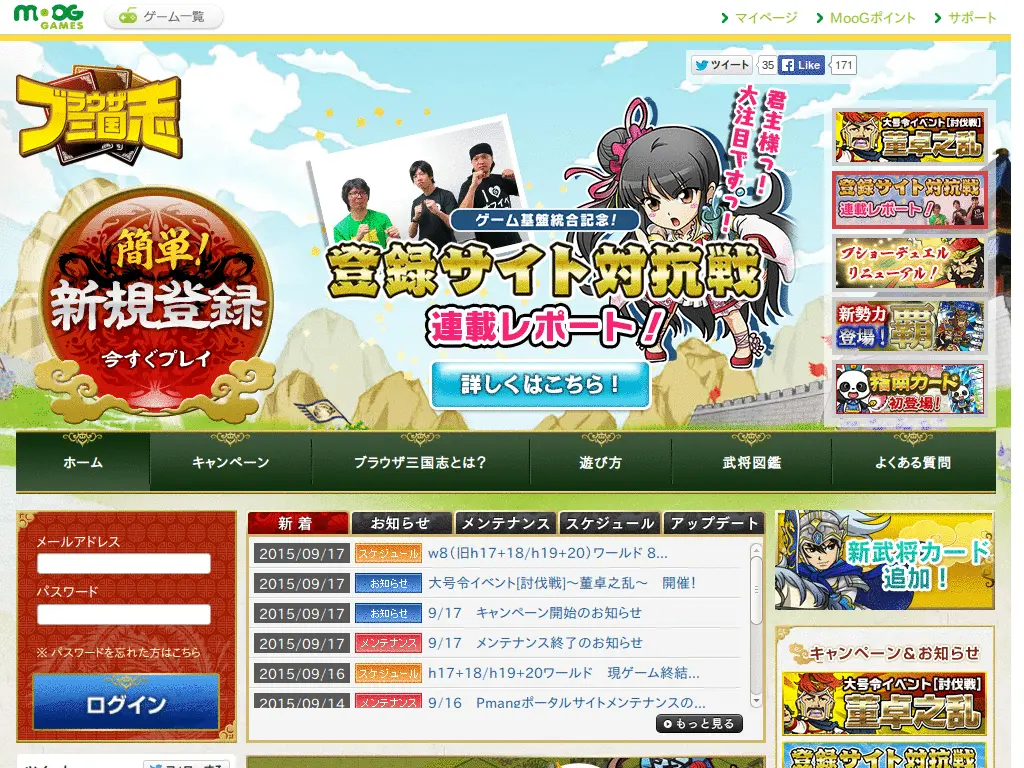 MOOG GAMES
ゲーム一覧
マイページ
MooGポイント
サポート
ツイート
35
Like
171
ブラウザ三国志
君主様っ！
大注目です。っ！
簡単！
新規登録
今すぐプレイ
ゲーム基盤統合記念！
登録サイト対抗戦
連載レポート！
詳しくはこちら！
大号令イベント[討伐戦]
董卓之乱
登録サイト対抗戦
連載レポート！
ブショーデュエル
リニューアル！
新勢力
登場！
覇
指南カード
初登場！
ホーム
キャンペーン
ブラウザ三国志とは？
遊び方
武将図鑑
よくある質問
メールアドレス
パスワード
※ パスワードを忘れた方はこちら
ログイン
新着
お知らせ
メンテナンス
スケジュール
アップデート
2015/09/17 スケジュール w8（旧h17+18/h19+20）ワールド 8...
2015/09/17 お知らせ 大号令イベント[討伐戦]～董卓之乱～　開催！
2015/09/17 お知らせ 9/17　キャンペーン開始のお知らせ
2015/09/17 メンテナンス 9/17　メンテナンス終了のお知らせ
2015/09/16 スケジュール h17+18/h19+20ワールド　現ゲーム終結...
2015/09/14 メンテナンス 9/16　Pmangポータルサイトメンテナンスの...
もっと見る
新武将カード
追加！
キャンペーン＆お知らせ
大号令イベント[討伐戦]
董卓之乱
登録サイト対抗戦